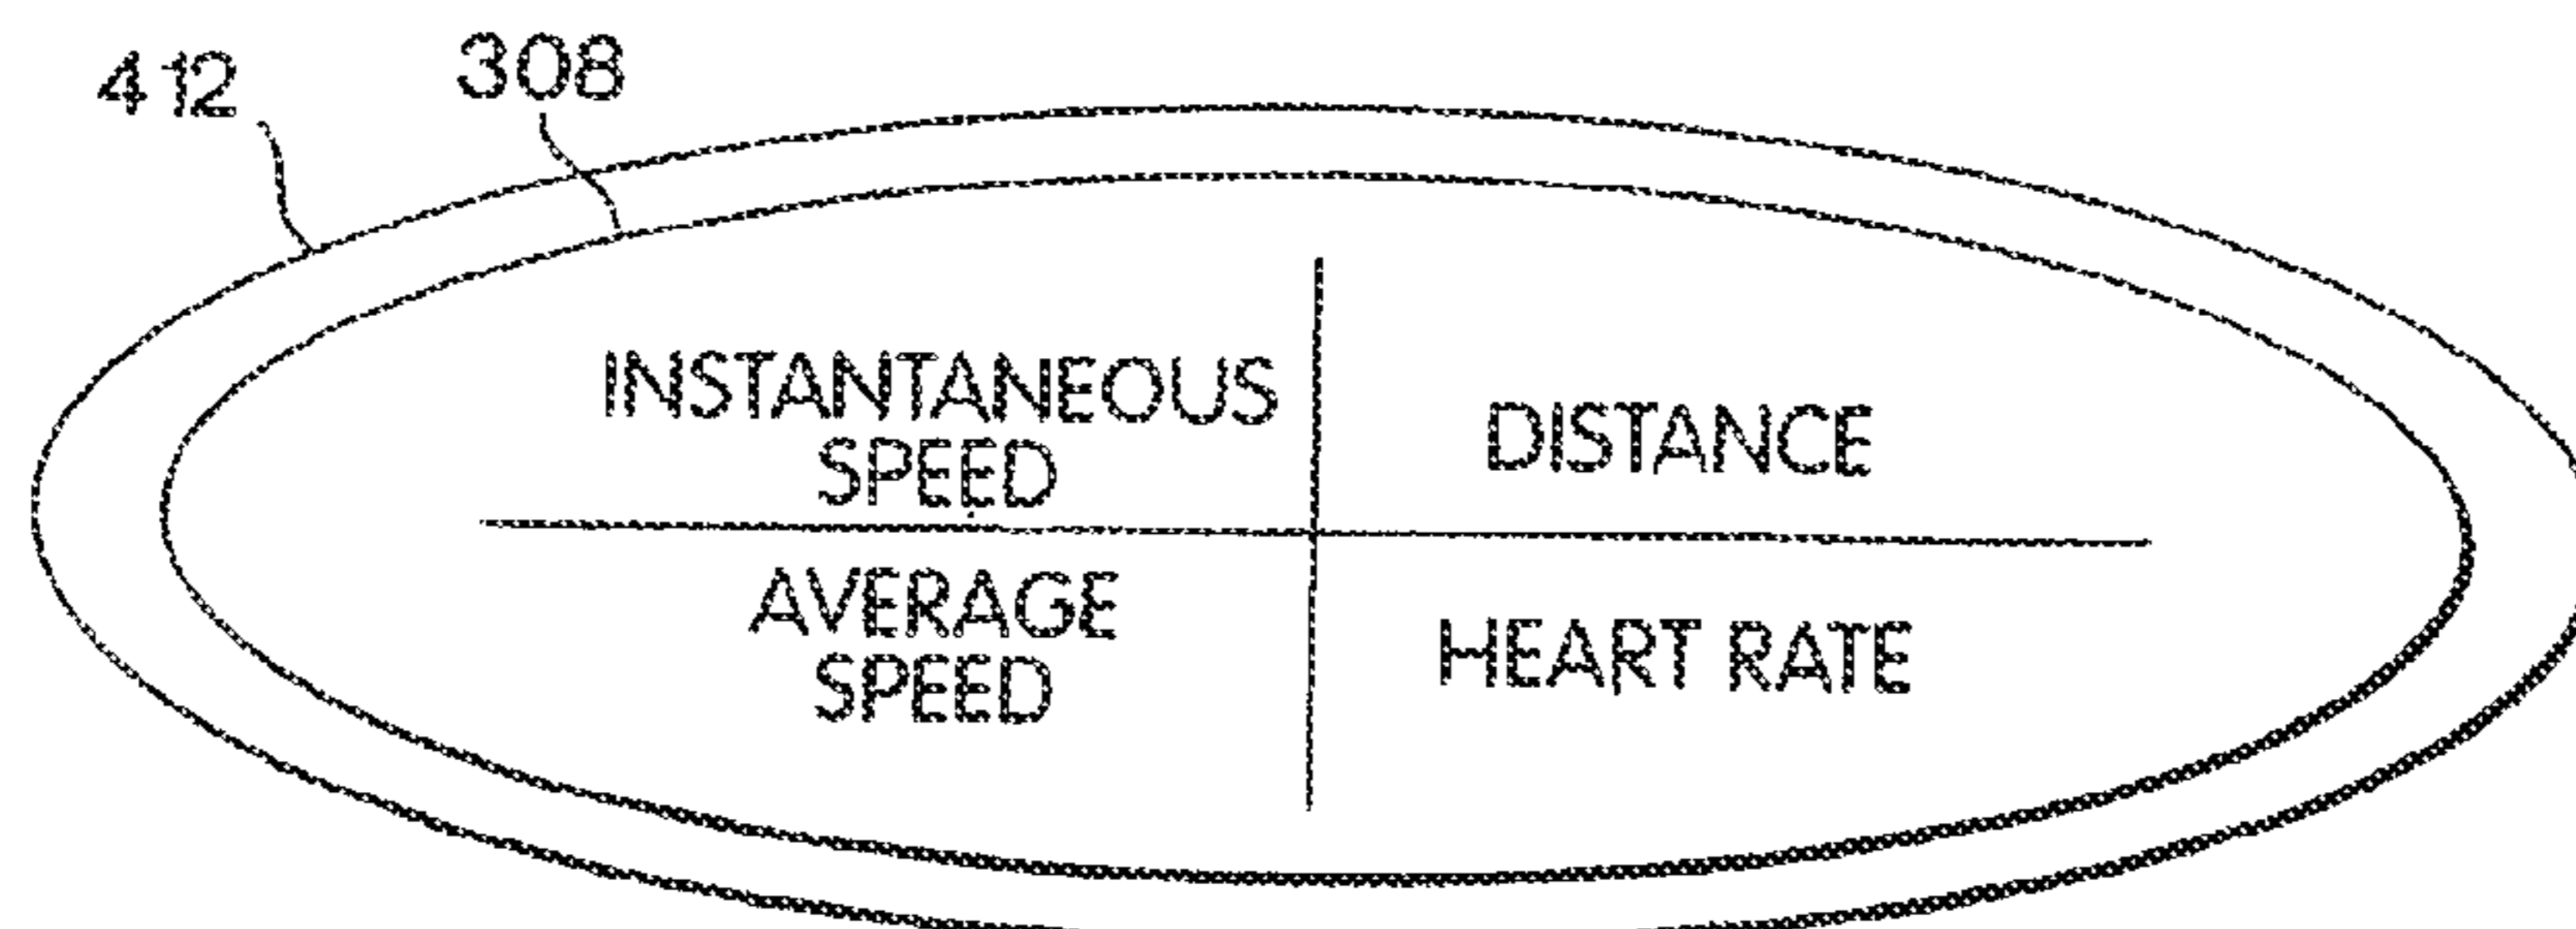 412
308
INSTANTANEOUS
SPEED
DISTANCE
AVERAGE
SPEED
HEART RATE